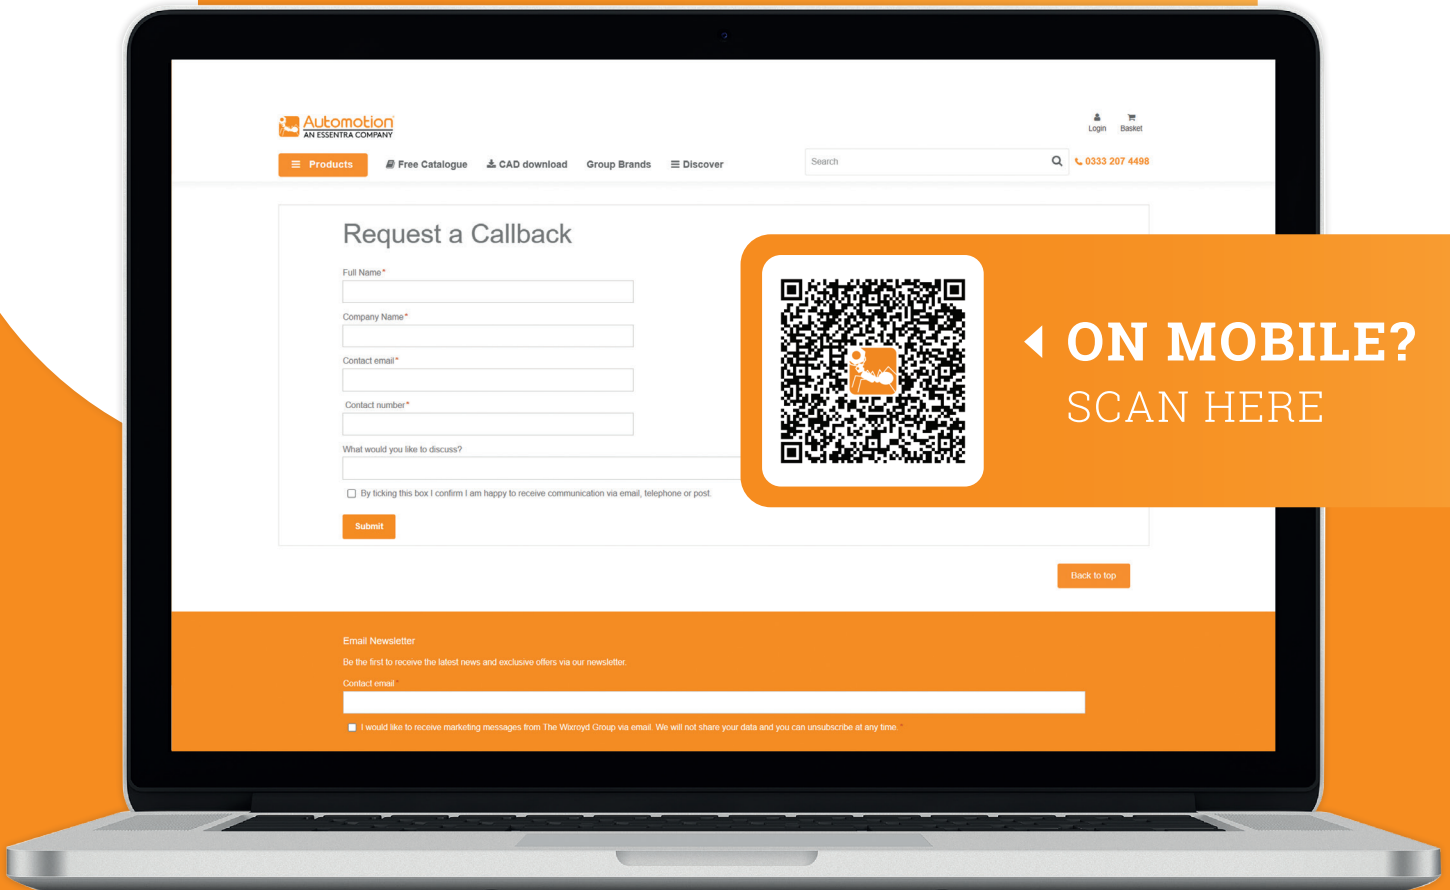 Automotion
AN ESSENTRA COMPANY
Login Basket
Products Free Catalogue CAD download Group Brands Discover Search 0333 207 4498
Request a Callback
Full Name*
Company Name*
Contact email*
Contact number*
What would you like to discuss?
By ticking this box I confirm I am happy to receive communication via email, telephone or post.
Submit
ON MOBILE?
SCAN HERE
Back to top
Email Newsletter
Be the first to receive the latest news and exclusive offers via our newsletter.
Contact email*
I would like to receive marketing messages from The Wixroyd Group via email. We will not share your data and you can unsubscribe at any time. *